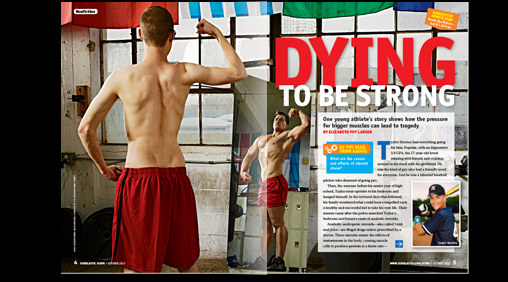 Nonfiction
DYING
TO BE STRONG
One young athlete's story shows how the pressure
for bigger muscles can lead to tragedy
BY ELIZABETH FOY LARSEN
AS YOU READ,
THINK ABOUT:
What are the causes
and effects of steroid
abuse?
Taylor Hooton had everything going
for him. Popular, with an impressive
3.8 GPA, the 17-year-old loved
relaxing with friends and cruising
around in his truck with his girlfriend. He
was the kind of guy who had a friendly word
for everyone. And he was a talented baseball
pitcher who dreamed of going pro.
Then, the summer before his senior year of high
school, Taylor went upstairs to his bedroom and
hanged himself. In the tortured days that followed,
his family wondered what could have compelled such
a healthy and successful kid to take his own life. Their
answer came after the police searched Taylor's
bedroom and found a stash of anabolic steroids.
Anabolic-androgenic steroids—also called 'roids
and juice—are illegal drugs unless prescribed by a
doctor. These steroids mimic the effects of
testosterone in the body, causing muscle
cells to produce protein at a faster rate—
Taylor Hooton
4 SCHOLASTIC SCOPE • OCTOBER 2012
WWW.SCHOLASTIC.COM/SCOPE • OCTOBER 2012 5